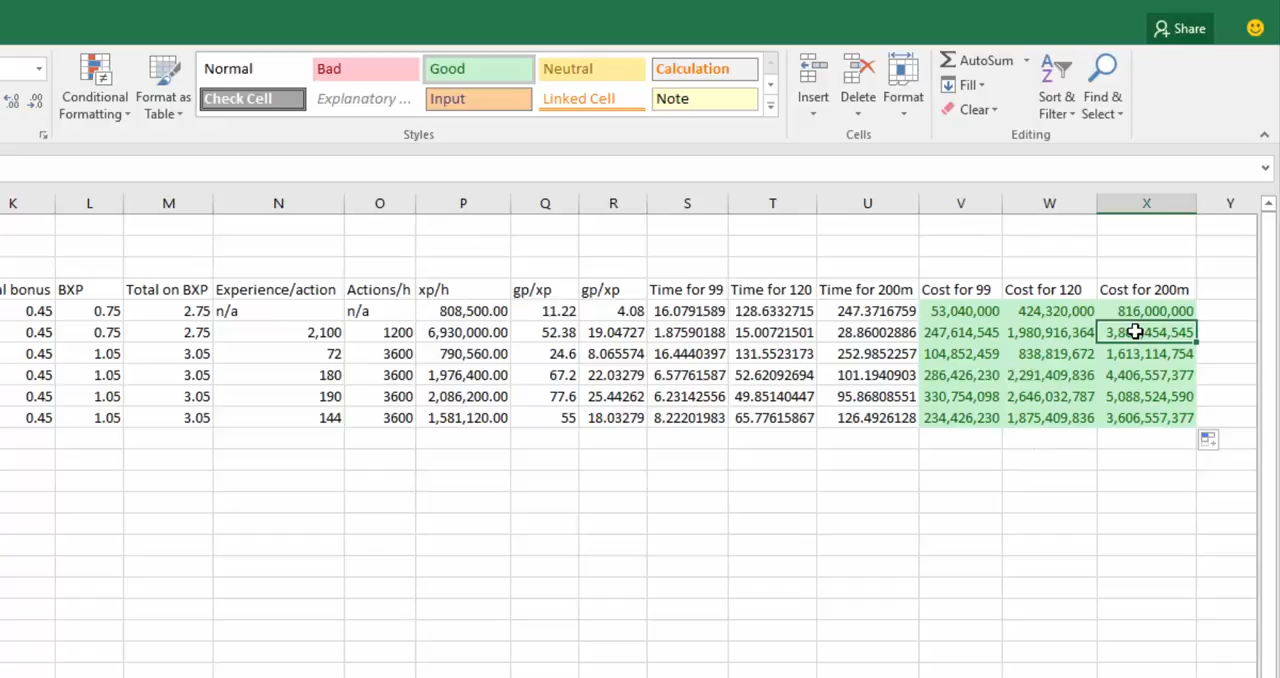 Share
Normal Bad Good Neutral Calculation
Check Cell Explanatory ... Input Linked Cell Note
Conditional Formatting
Format as Table
Styles
Insert Delete Format
Cells
AutoSum
Fill
Clear
Sort & Filter
Find & Select
Editing
K L M N O P Q R S T U V W X Y
bonus BXP Total on BXP Experience/action Actions/h xp/h gp/xp gp/xp Time for 99 Time for 120 Time for 200m Cost for 99 Cost for 120 Cost for 200m
0.45 0.75 2.75 n/a n/a 808,500.00 11.22 4.08 16.0791589 128.6332715 247.3716759 53,040,000 424,320,000 816,000,000
0.45 0.75 2.75 2,100 1200 6,930,000.00 52.38 19.04727 1.87590188 15.00721501 28.86002886 247,614,545 1,980,916,364
0.45 1.05 3.05 72 3600 790,560.00 24.6 8.065574 16.4440397 131.5523173 252.9852257 104,852,459 838,819,672 1,613,114,754
0.45 1.05 3.05 180 3600 1,976,400.00 67.2 22.03279 6.57761587 52.62092694 101.1940903 286,426,230 2,291,409,836 4,406,557,377
0.45 1.05 3.05 190 3600 2,086,200.00 77.6 25.44262 6.23142556 49.85140447 95.86808551 330,754,098 2,646,032,787 5,088,524,590
0.45 1.05 3.05 144 3600 1,581,120.00 55 18.03279 8.22201983 65.77615867 126.4926128 234,426,230 1,875,409,836 3,606,557,377